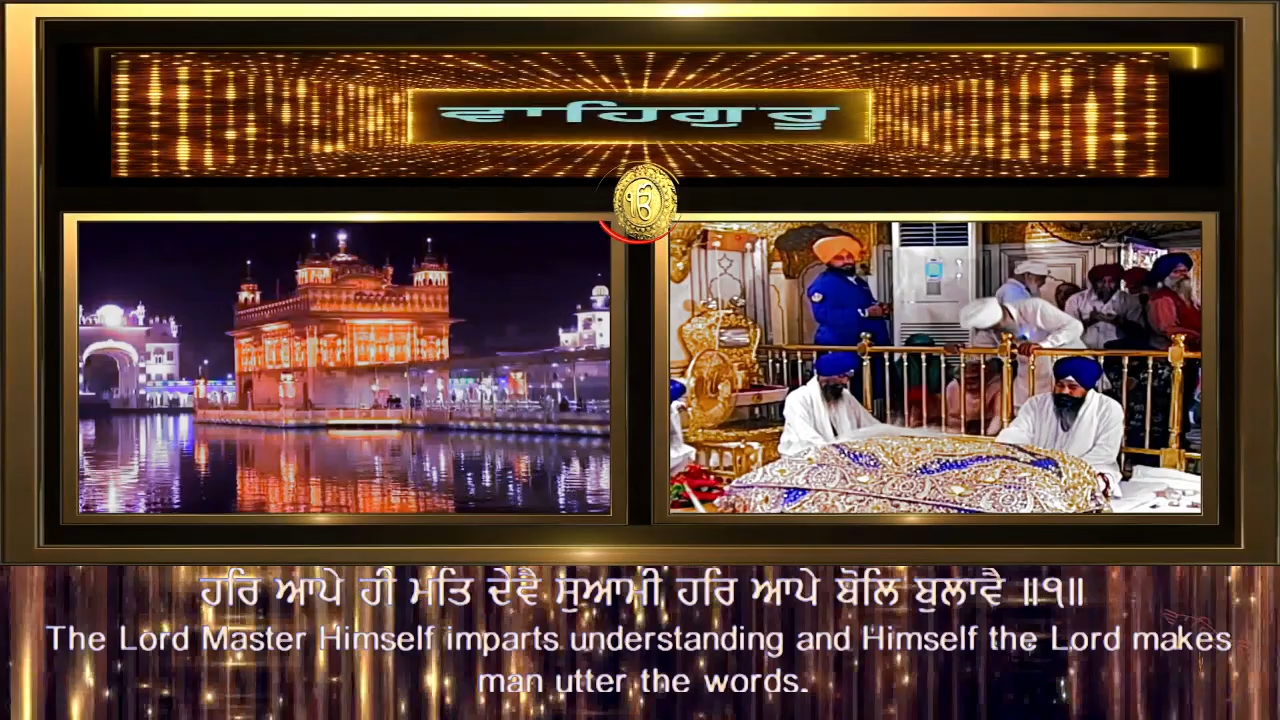 ਵਾਹਿਗੁਰੂ
ੴ
ਹਰਿ ਆਪੇ ਹੀ ਮਤਿ ਦੇਵੈ ਸੁਆਮੀ ਹਰਿ ਆਪੇ ਬੋਲਿ ਬੁਲਾਵੈ ॥੧॥
The Lord Master Himself imparts understanding and Himself the Lord makes
man utter the words.